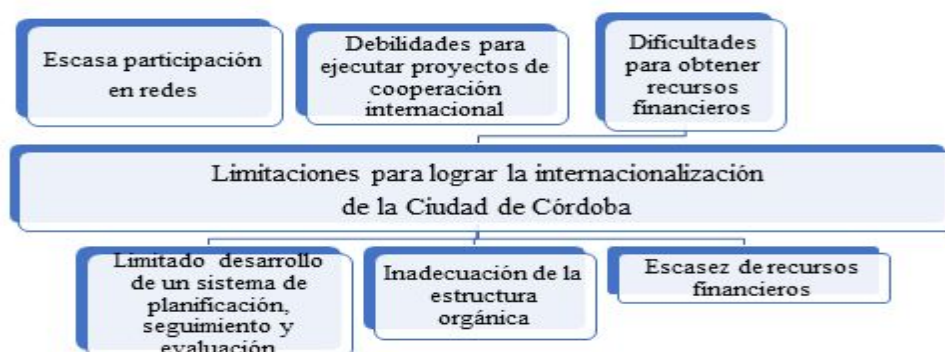 Escasa participación
en redes
Debilidades para
ejecutar proyectos de
cooperación
internacional
Dificultades
para obtener
recursos
financieros
Limitaciones para lograr la internacionalización
de la Ciudad de Córdoba
Limitado desarrollo
de un sistema de
planificación,
seguimiento y
evaluación
Inadecuación de la
estructura
orgánica
Escasez de recursos
financieros